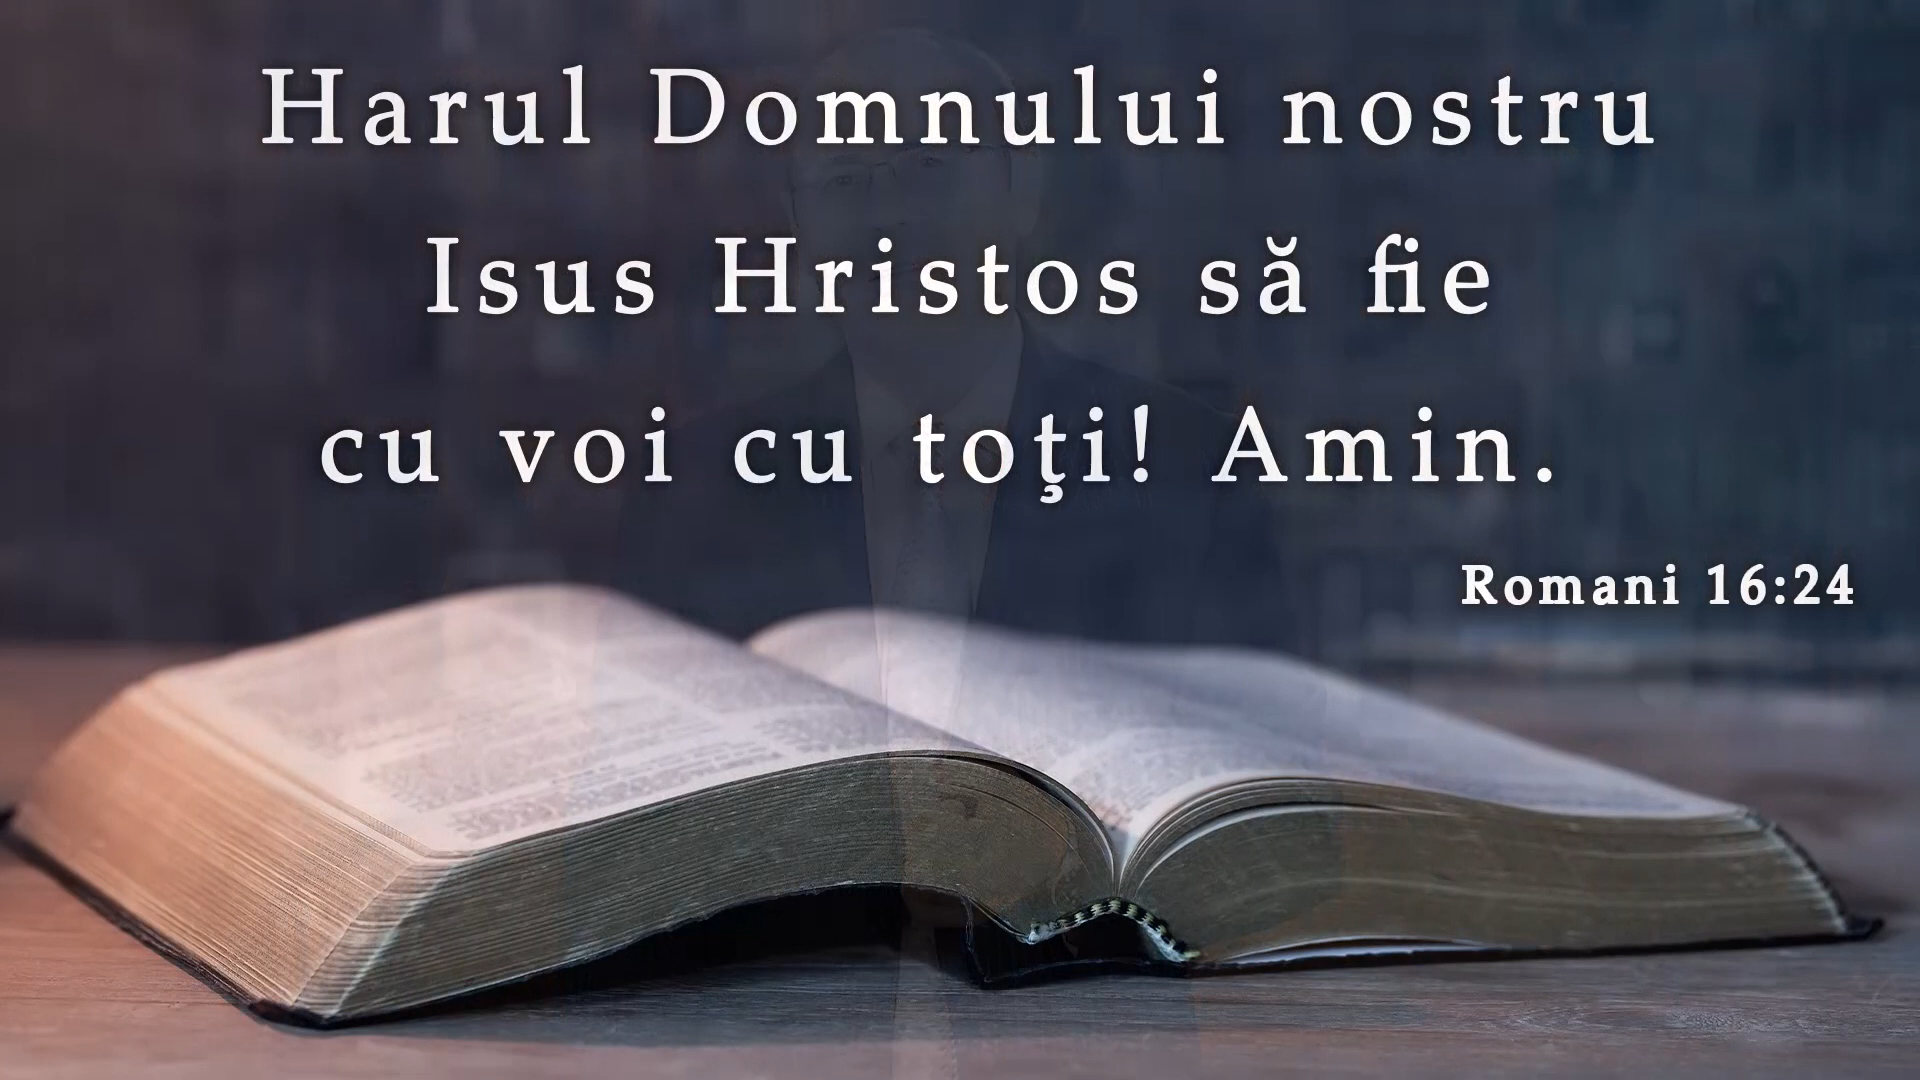 Harul Domnului nostru
Isus Hristos să fie
cu voi cu toţi! Amin.
Romani 16:24